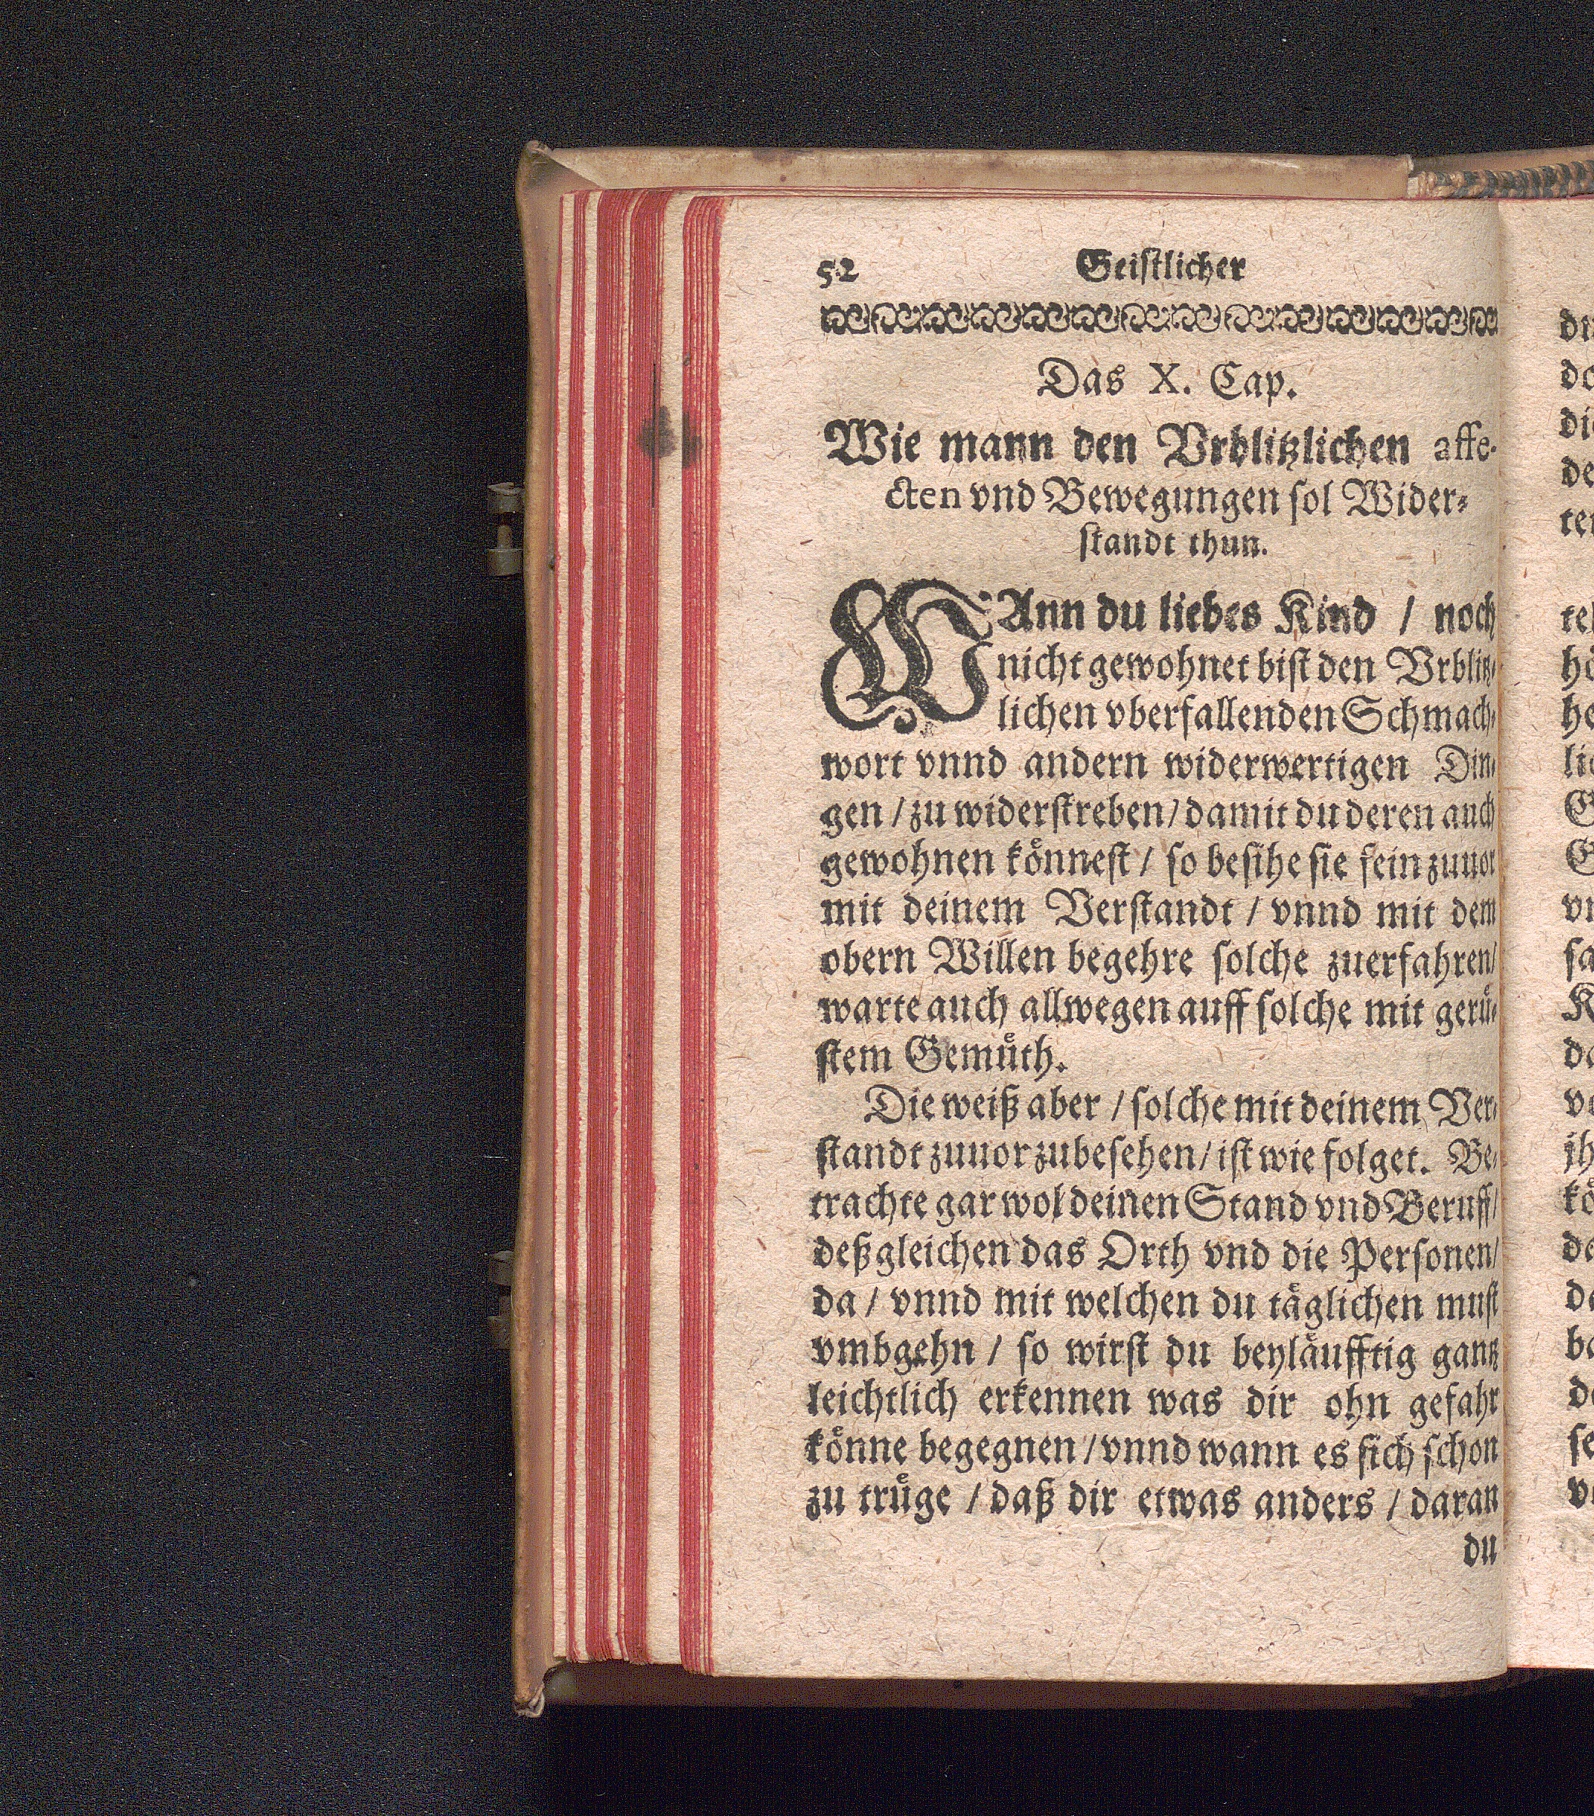 52 Geistlicher
Das X. Cap.
Wie mann den Vrblitzlichen affe-
cten vnd Bewegungen sol Wider-
standt thun.
WAnn du liebes Kind / noch
nicht gewohnet bist den Vrblitz-
lichen vberfallenden Schmach-
wort vnnd andern widerwertigen Din-
gen / zu widerstreben / damit du deren auch
gewohnen könnest / so besihe sie fein zuuor
mit deinem Verstandt / vnnd mit dem
obern Willen begehre solche zuerfahren /
warte auch allwegen auff solche mit gerü-
stem Gemüth.
Die weiß aber / solche mit deinem Ver-
standt zuuor zubesehen / ist wie folget. Be-
trachte gar wol deinen Stand vnd Beruff /
deßgleichen das Orth vnd die Personen /
da / vnnd mit welchen du täglichen must
vmbgehn / so wirst du beyläufftig gantz
leichtlich erkennen was dir ohn gefahr
könne begegnen / vnnd wann es sich schon
zu trüge / daß dir etwas anders / daran
du